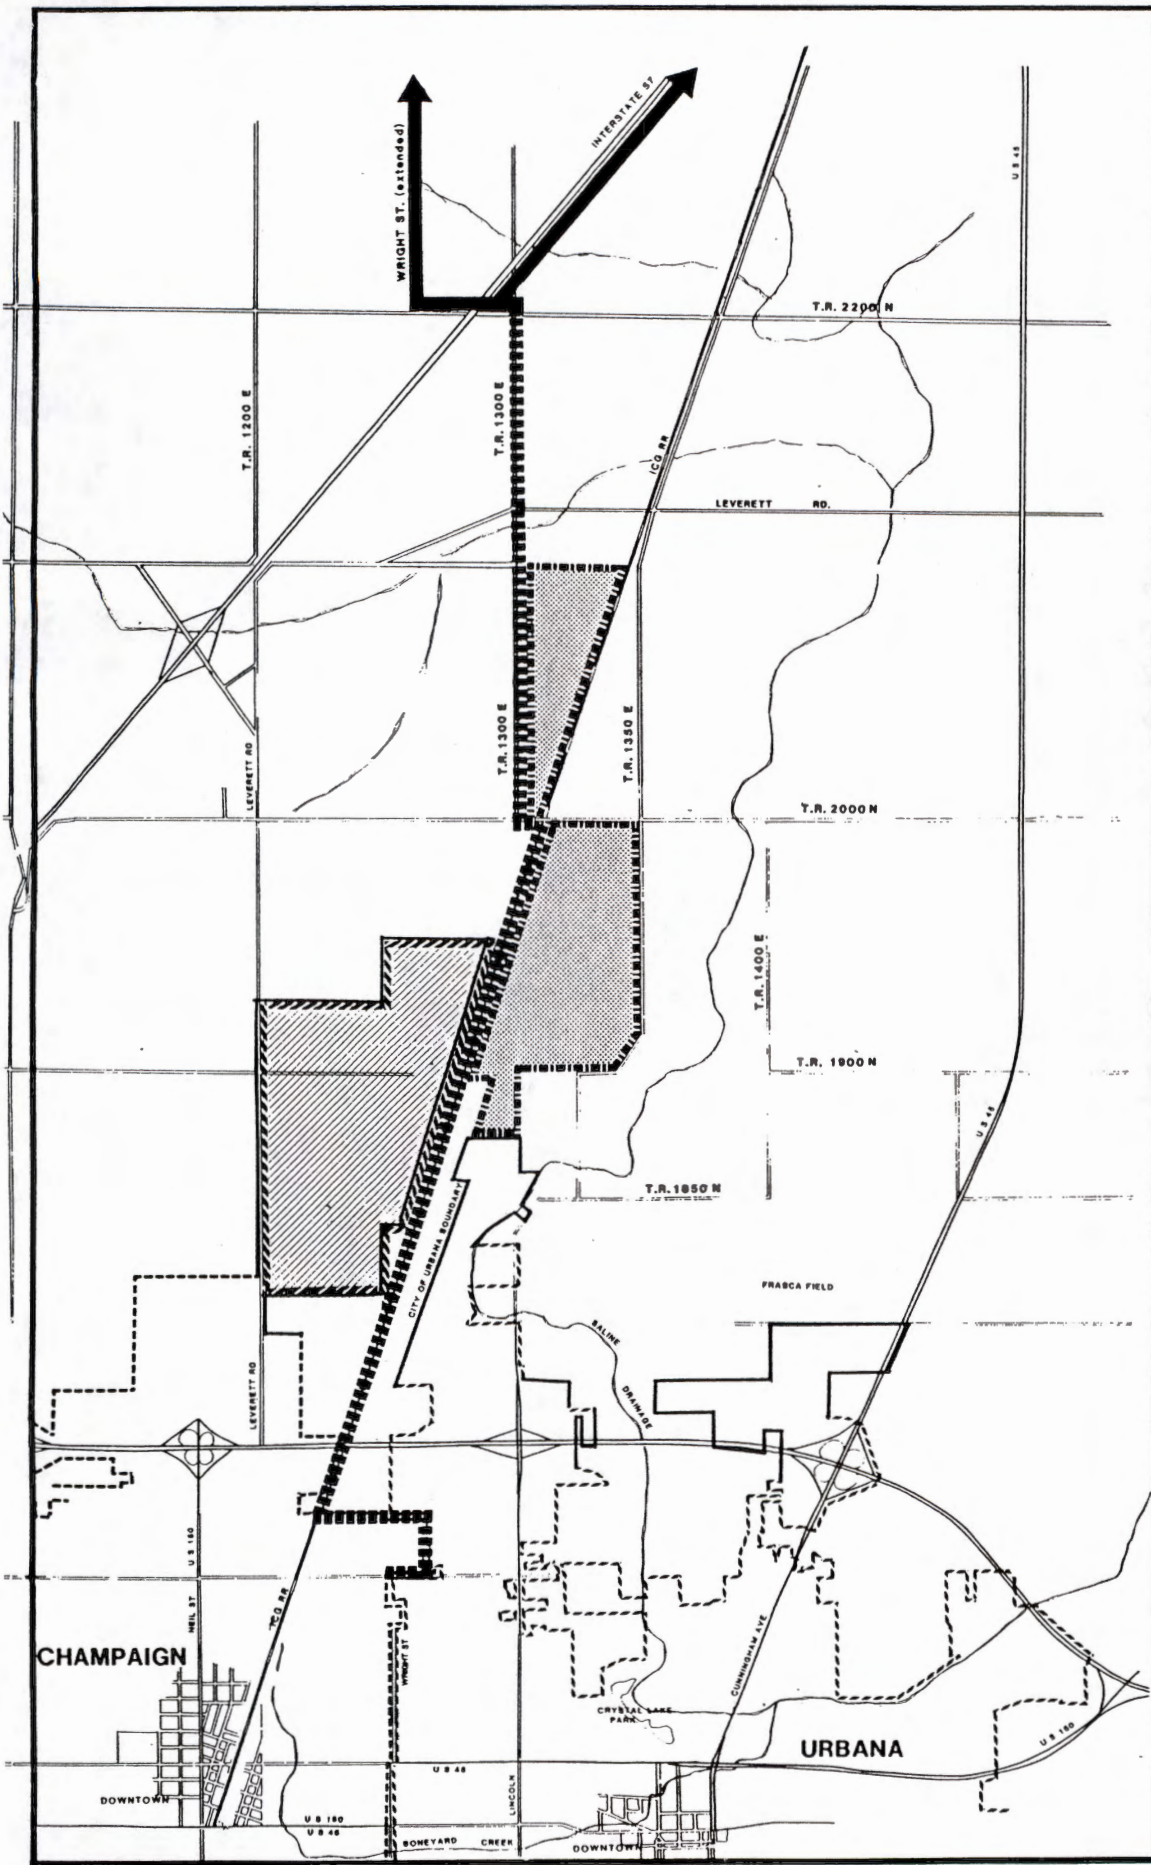 INTERSTATE 57
WRIGHT ST. (extended)
U S 45
T.R. 2200 N
T.R. 1200 E
T.R. 1300 E
ICG RR
LEVERETT RD.
T.R. 1300 E
T.R. 1350 E
LEVERETT RD
T.R. 2000 N
T.R. 1400 E
T.R. 1900 N
U S 45
T.R. 1850 N
CITY OF URBANA BOUNDARY
FRASCA FIELD
SALINE
DRAINAGE
LEVERETT RD
U S 150
NEIL ST
ICG RR
CHAMPAIGN
WRIGHT ST
CUNNINGHAM AVE
CRYSTAL LAKE
PARK
URBANA
U S 150
U S 45
DOWNTOWN
LINCOLN
U S 150
U S 45
BONEYARD CREEK
DOWNTOWN